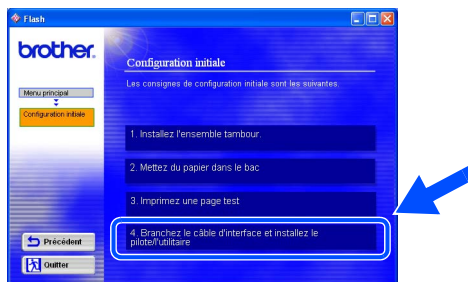 Flash
brother.
Menu principal
Configuration initiale
Configuration initiale
Les consignes de configuration initiale sont les suivantes.
1. Installez l'ensemble tambour.
2. Mettez du papier dans le bac
3. Imprimez une page test
4. Branchez le câble d'interface et installez le
pilote/l'utilitaire
Précédent
Quitter